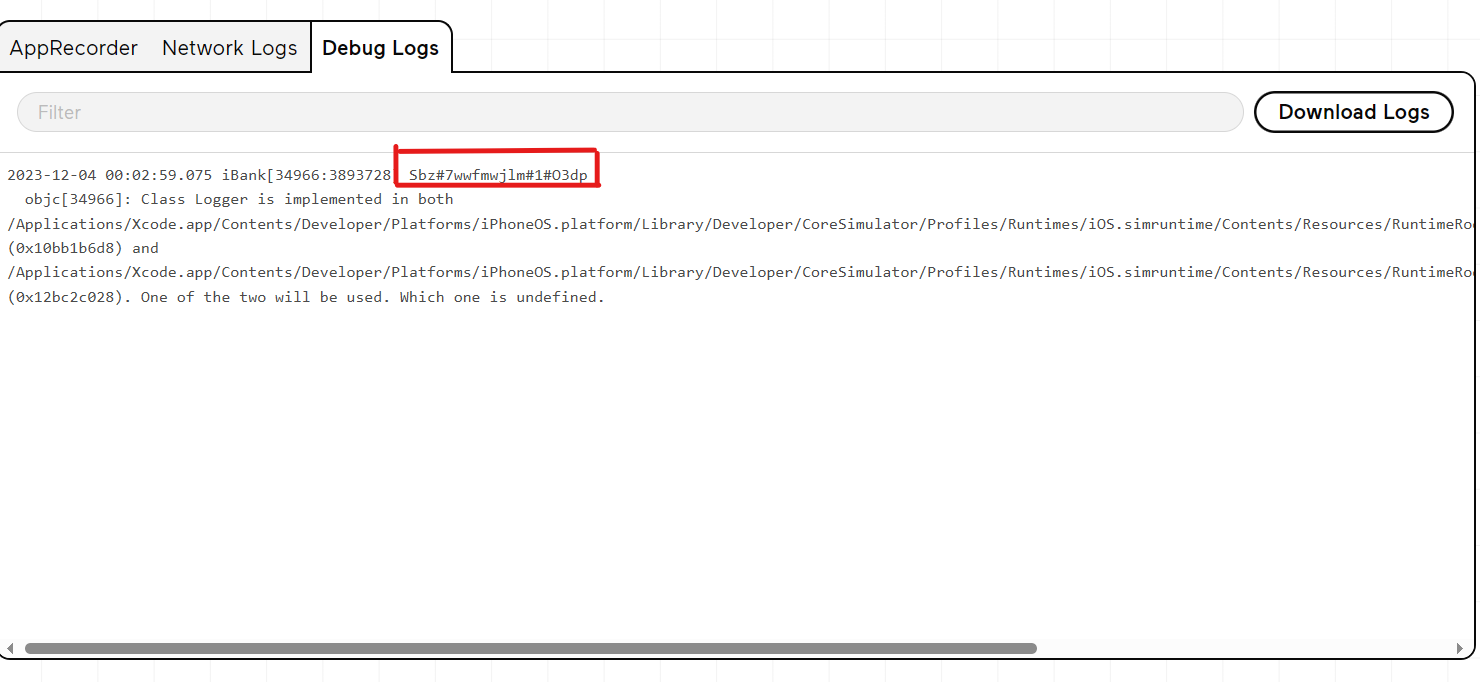 AppRecorder Network Logs Debug Logs
Filter Download Logs
2023-12-04 00:02:59.075 iBank[34966:3893728] Sbz#7wwfmwjlm#1#O3dp
objc[34966]: Class Logger is implemented in both
/Applications/Xcode.app/Contents/Developer/Platforms/iPhoneOS.platform/Library/Developer/CoreSimulator/Profiles/Runtimes/iOS.simruntime/Contents/Resources/RuntimeRoo
(0x10bb1b6d8) and
/Applications/Xcode.app/Contents/Developer/Platforms/iPhoneOS.platform/Library/Developer/CoreSimulator/Profiles/Runtimes/iOS.simruntime/Contents/Resources/RuntimeRoo
(0x12bc2c028). One of the two will be used. Which one is undefined.